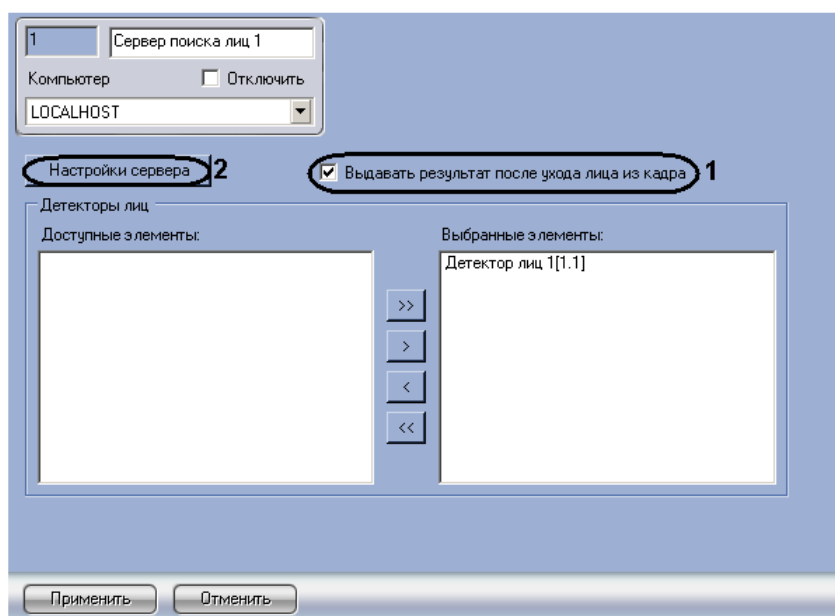 1 Сервер поиска лиц 1
Компьютер Отключить
LOCALHOST
Настройки сервера 2 Выдавать результат после ухода лица из кадра 1
Детекторы лиц
Доступные элементы: Выбранные элементы:
Детектор лиц 1[1.1]
>>
>
<
<<
Применить Отменить